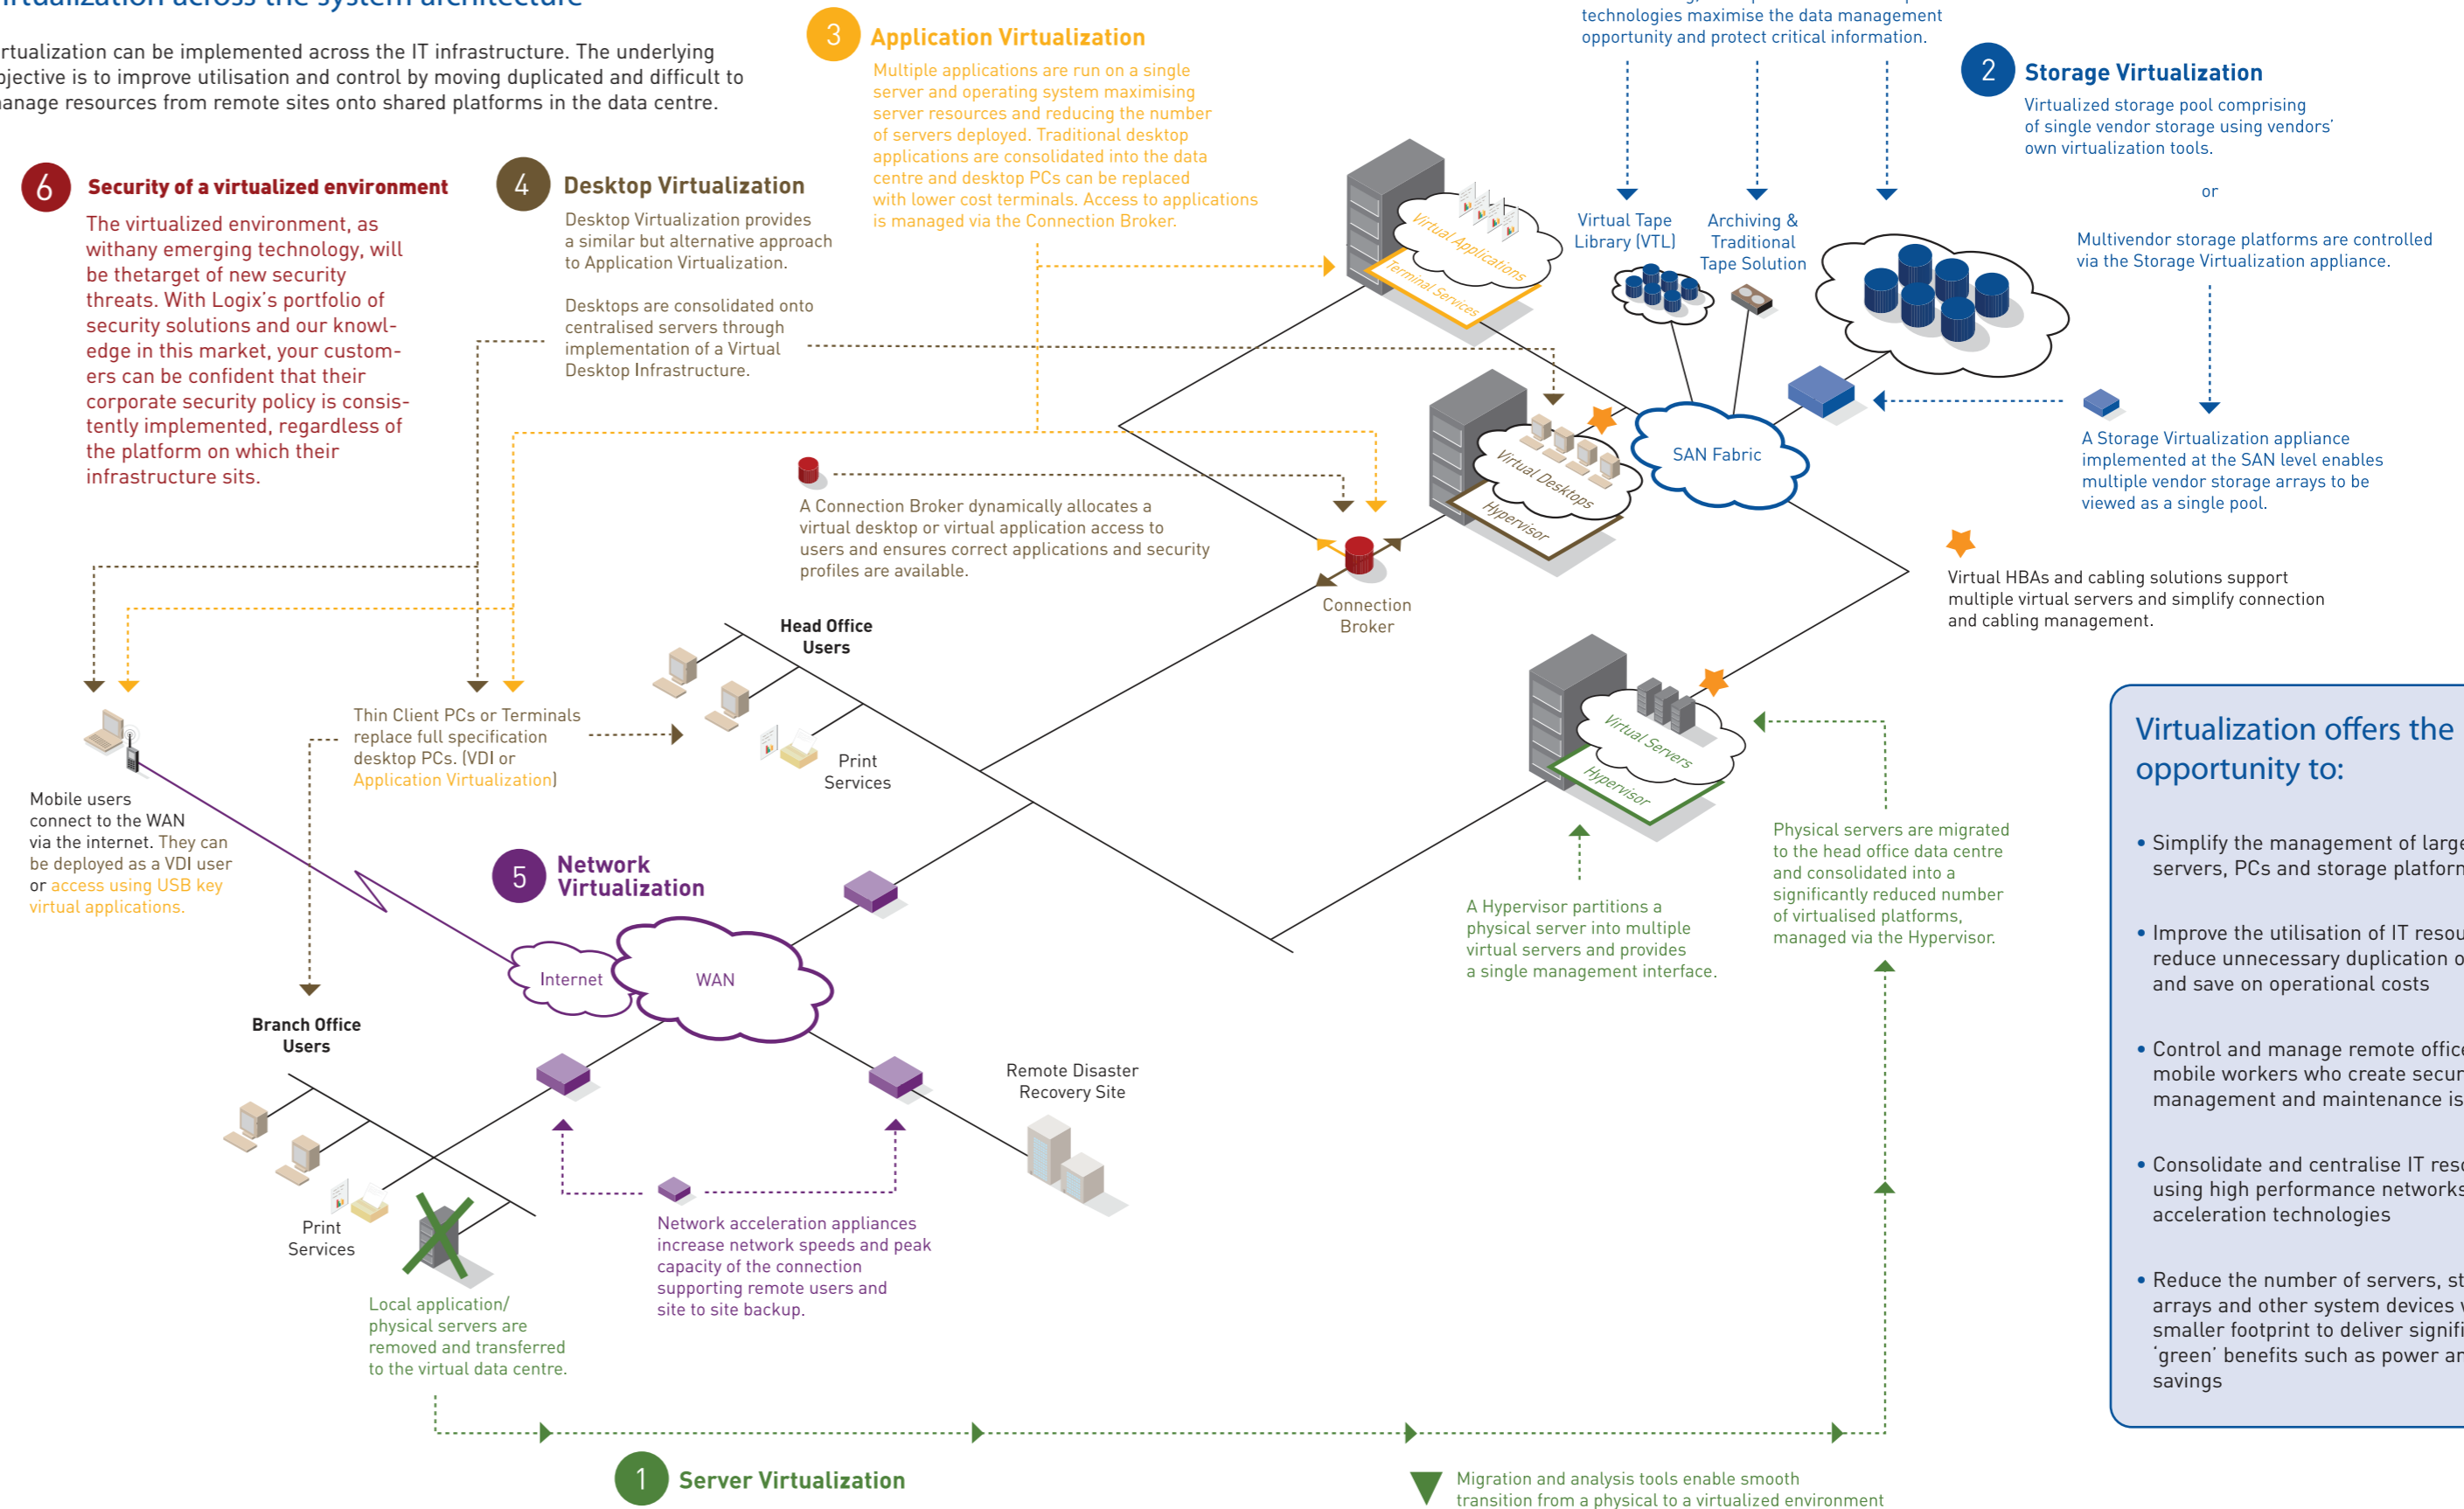 virtualization across the system architecture
virtualization can be implemented across the IT infrastructure. The underlying
objective is to improve utilisation and control by moving duplicated and difficult to
manage resources from remote sites onto shared platforms in the data centre.
3 Application Virtualization
Multiple applications are run on a single
server and operating system maximising
server resources and reducing the number
of servers deployed. Traditional desktop
applications are consolidated into the data
centre and desktop PCs can be replaced
with lower cost terminals. Access to applications
is managed via the Connection Broker.
technologies maximise the data management
opportunity and protect critical information.
2 Storage Virtualization
Virtualized storage pool comprising
of single vendor storage using vendors’
own virtualization tools.
or
Multivendor storage platforms are controlled
via the Storage Virtualization appliance.
6 Security of a virtualized environment
The virtualized environment, as
withany emerging technology, will
be thetarget of new security
threats. With Logix’s portfolio of
security solutions and our knowl-
edge in this market, your custom-
ers can be confident that their
corporate security policy is consis-
tently implemented, regardless of
the platform on which their
infrastructure sits.
4 Desktop Virtualization
Desktop Virtualization provides
a similar but alternative approach
to Application Virtualization.
Desktops are consolidated onto
centralised servers through
implementation of a Virtual
Desktop Infrastructure.
Virtual Applications
Terminal Services
Virtual Tape
Library (VTL)
Archiving &
Traditional
Tape Solution
SAN Fabric
A Storage Virtualization appliance
implemented at the SAN level enables
multiple vendor storage arrays to be
viewed as a single pool.
Virtual Desktops
Hypervisor
A Connection Broker dynamically allocates a
virtual desktop or virtual application access to
users and ensures correct applications and security
profiles are available.
Connection
Broker
Virtual HBAs and cabling solutions support
multiple virtual servers and simplify connection
and cabling management.
Head Office
Users
Print
Services
Thin Client PCs or Terminals
replace full specification
desktop PCs. (VDI or
Application Virtualization)
Mobile users
connect to the WAN
via the internet. They can
be deployed as a VDI user
or access using USB key
virtual applications.
Virtual Servers
Hypervisor
Physical servers are migrated
to the head office data centre
and consolidated into a
significantly reduced number
of virtualised platforms,
managed via the Hypervisor.
A Hypervisor partitions a
physical server into multiple
virtual servers and provides
a single management interface.
5 Network
Virtualization
Internet
WAN
Branch Office
Users
Print
Services
Remote Disaster
Recovery Site
Network acceleration appliances
increase network speeds and peak
capacity of the connection
supporting remote users and
site to site backup.
Local application/
physical servers are
removed and transferred
to the virtual data centre.
1 Server Virtualization
Migration and analysis tools enable smooth
transition from a physical to a virtualized environment
Virtualization offers the
opportunity to:
• Simplify the management of large
servers, PCs and storage platform
• Improve the utilisation of IT resou
reduce unnecessary duplication o
and save on operational costs
• Control and manage remote office
mobile workers who create secur
management and maintenance is
• Consolidate and centralise IT reso
using high performance networks
acceleration technologies
• Reduce the number of servers, st
arrays and other system devices w
smaller footprint to deliver signifi
‘green’ benefits such as power an
savings